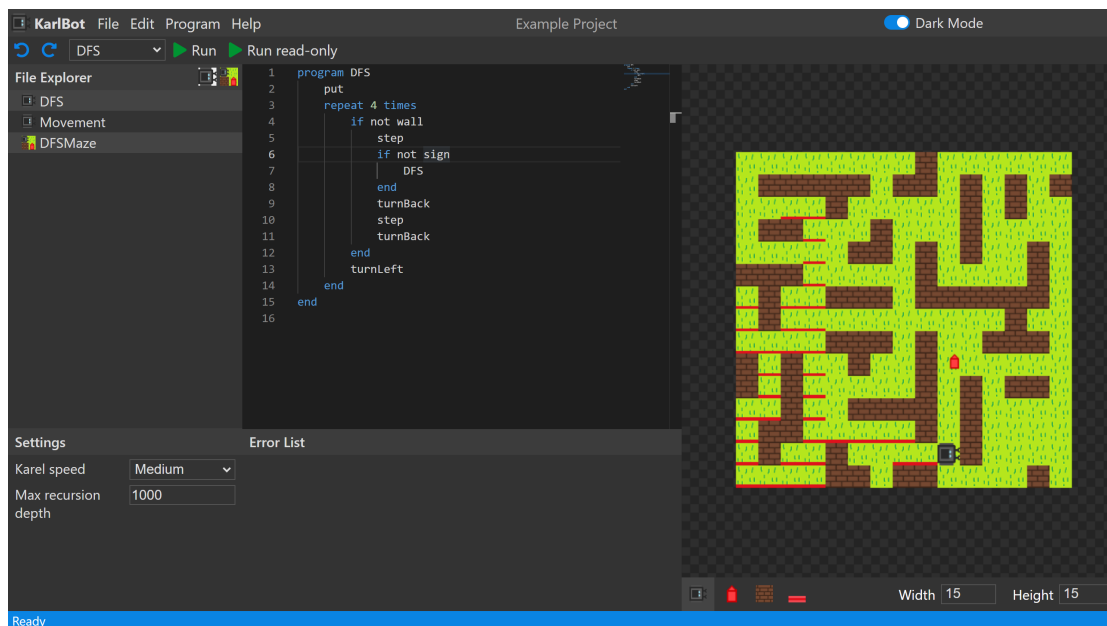 KarlBot File Edit Program Help Example Project Dark Mode
DFS Run Run read-only
File Explorer
DFS
Movement
DFSMaze
1 program DFS
2 put
3 repeat 4 times
4 if not wall
5 step
6 if not sign
7 DFS
8 end
9 turnBack
10 step
11 turnBack
12 end
13 turnLeft
14 end
15 end
16
Settings
Karel speed Medium
Max recursion depth 1000
Error List
Width 15 Height 15
Ready